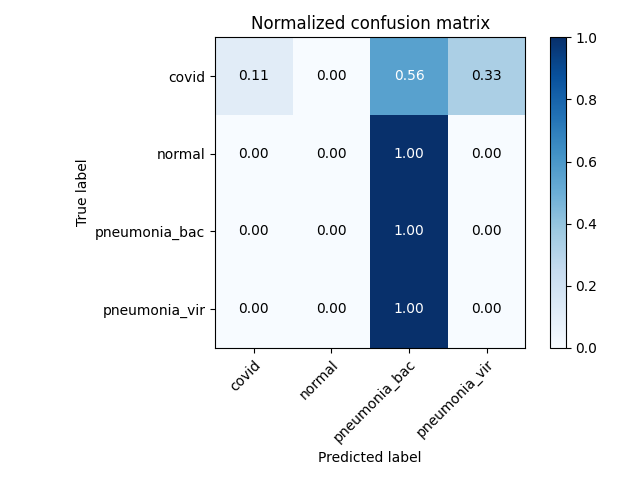 Normalized confusion matrix
1.0
covid 0.11 0.00 0.56 0.33
0.8
normal 0.00 0.00 1.00 0.00
0.6
True label
pneumonia_bac 0.00 0.00 1.00 0.00
0.4
pneumonia_vir 0.00 0.00 1.00 0.00
0.2
0.0
covid normal pneumonia_bac pneumonia_vir
Predicted label